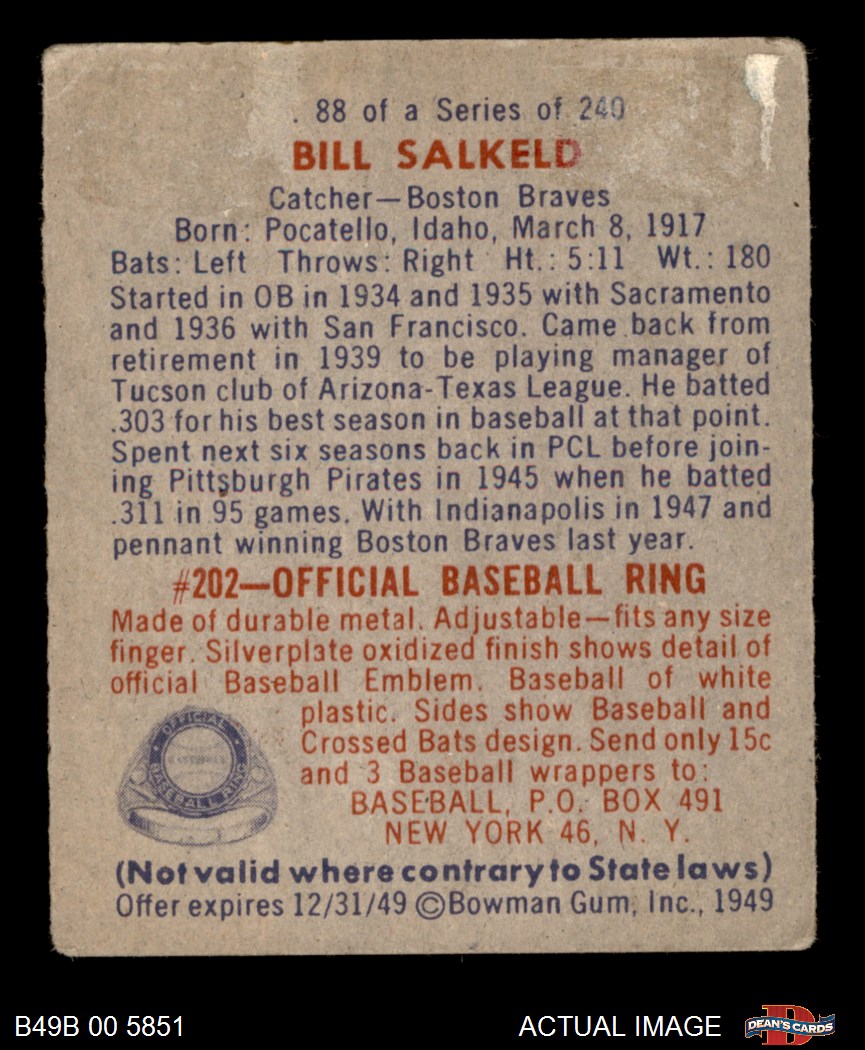 . 88 of a Series of 240
BILL SALKELD
Catcher—Boston Braves
Born: Pocatello, Idaho, March 8, 1917
Bats: Left Throws: Right Ht.: 5:11 Wt.: 180
Started in OB in 1934 and 1935 with Sacramento
and 1936 with San Francisco. Came back from
retirement in 1939 to be playing manager of
Tucson club of Arizona-Texas League. He batted
.303 for his best season in baseball at that point.
Spent next six seasons back in PCL before join-
ing Pittsburgh Pirates in 1945 when he batted
.311 in 95 games. With Indianapolis in 1947 and
pennant winning Boston Braves last year.
#202—OFFICIAL BASEBALL RING
Made of durable metal. Adjustable—fits any size
finger. Silverplate oxidized finish shows detail of
official Baseball Emblem. Baseball of white
plastic. Sides show Baseball and
Crossed Bats design. Send only 15c
and 3 Baseball wrappers to:
BASEBALL, P.O. BOX 491
NEW YORK 46, N. Y.
OFFICIAL
BASEBALL RING
(Not valid where contrary to State laws)
Offer expires 12/31/49 ©Bowman Gum, Inc., 1949
B49B 00 5851
ACTUAL IMAGE
D
DEAN'S CARDS